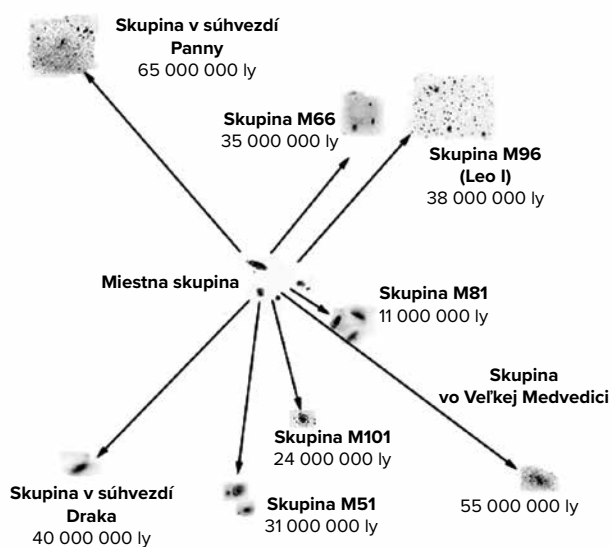 Skupina v súhvezdí
Panny
65 000 000 ly
Skupina M66
35 000 000 ly
Skupina M96
(Leo I)
38 000 000 ly
Miestna skupina
Skupina M81
11 000 000 ly
Skupina
vo Veľkej Medvedici
55 000 000 ly
Skupina M101
24 000 000 ly
Skupina M51
31 000 000 ly
Skupina v súhvezdí
Draka
40 000 000 ly